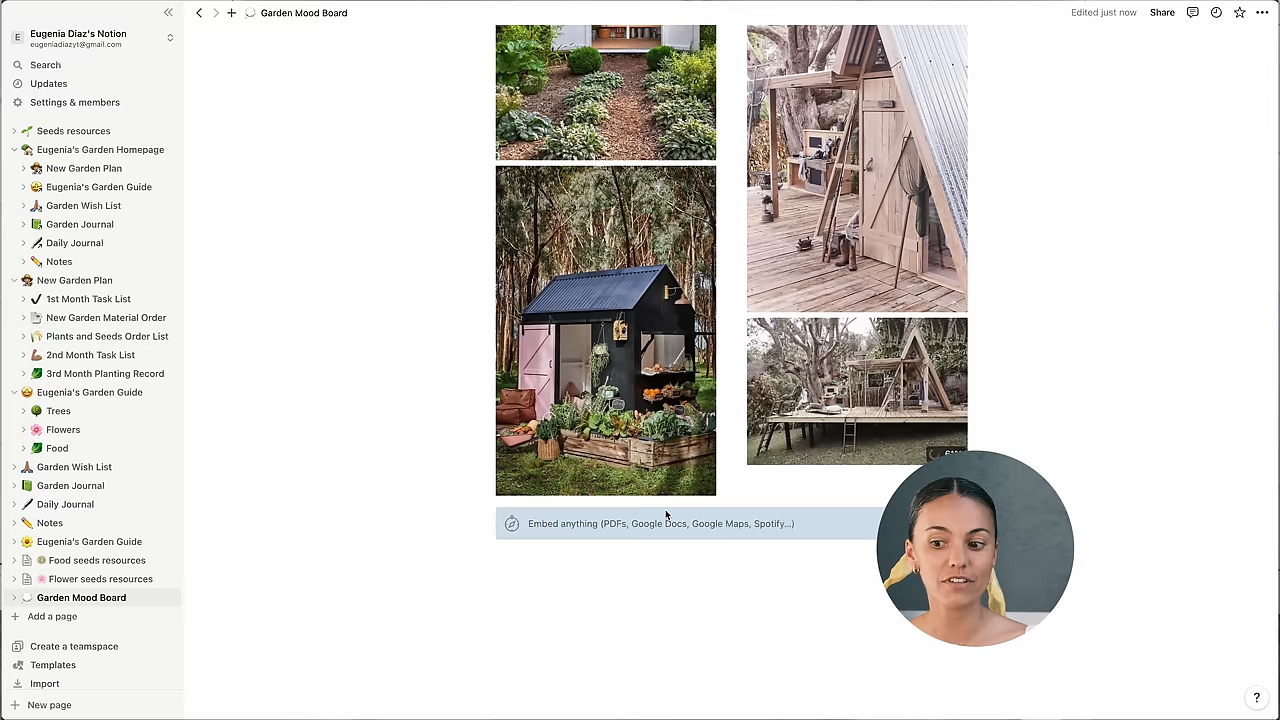 Eugenia Diaz's Notion
eugeniadiazyt@gmail.com
Search
Updates
Settings & members
Seeds resources
Eugenia's Garden Homepage
New Garden Plan
Eugenia's Garden Guide
Garden Wish List
Garden Journal
Daily Journal
Notes
New Garden Plan
1st Month Task List
New Garden Material Order
Plants and Seeds Order List
2nd Month Task List
3rd Month Planting Record
Eugenia's Garden Guide
Trees
Flowers
Food
Garden Wish List
Garden Journal
Daily Journal
Notes
Eugenia's Garden Guide
Food seeds resources
Flower seeds resources
Garden Mood Board
Add a page
Create a teamspace
Templates
Import
New page
Garden Mood Board
Edited just now
Share
Embed anything (PDFs, Google Docs, Google Maps, Spotify...)
?